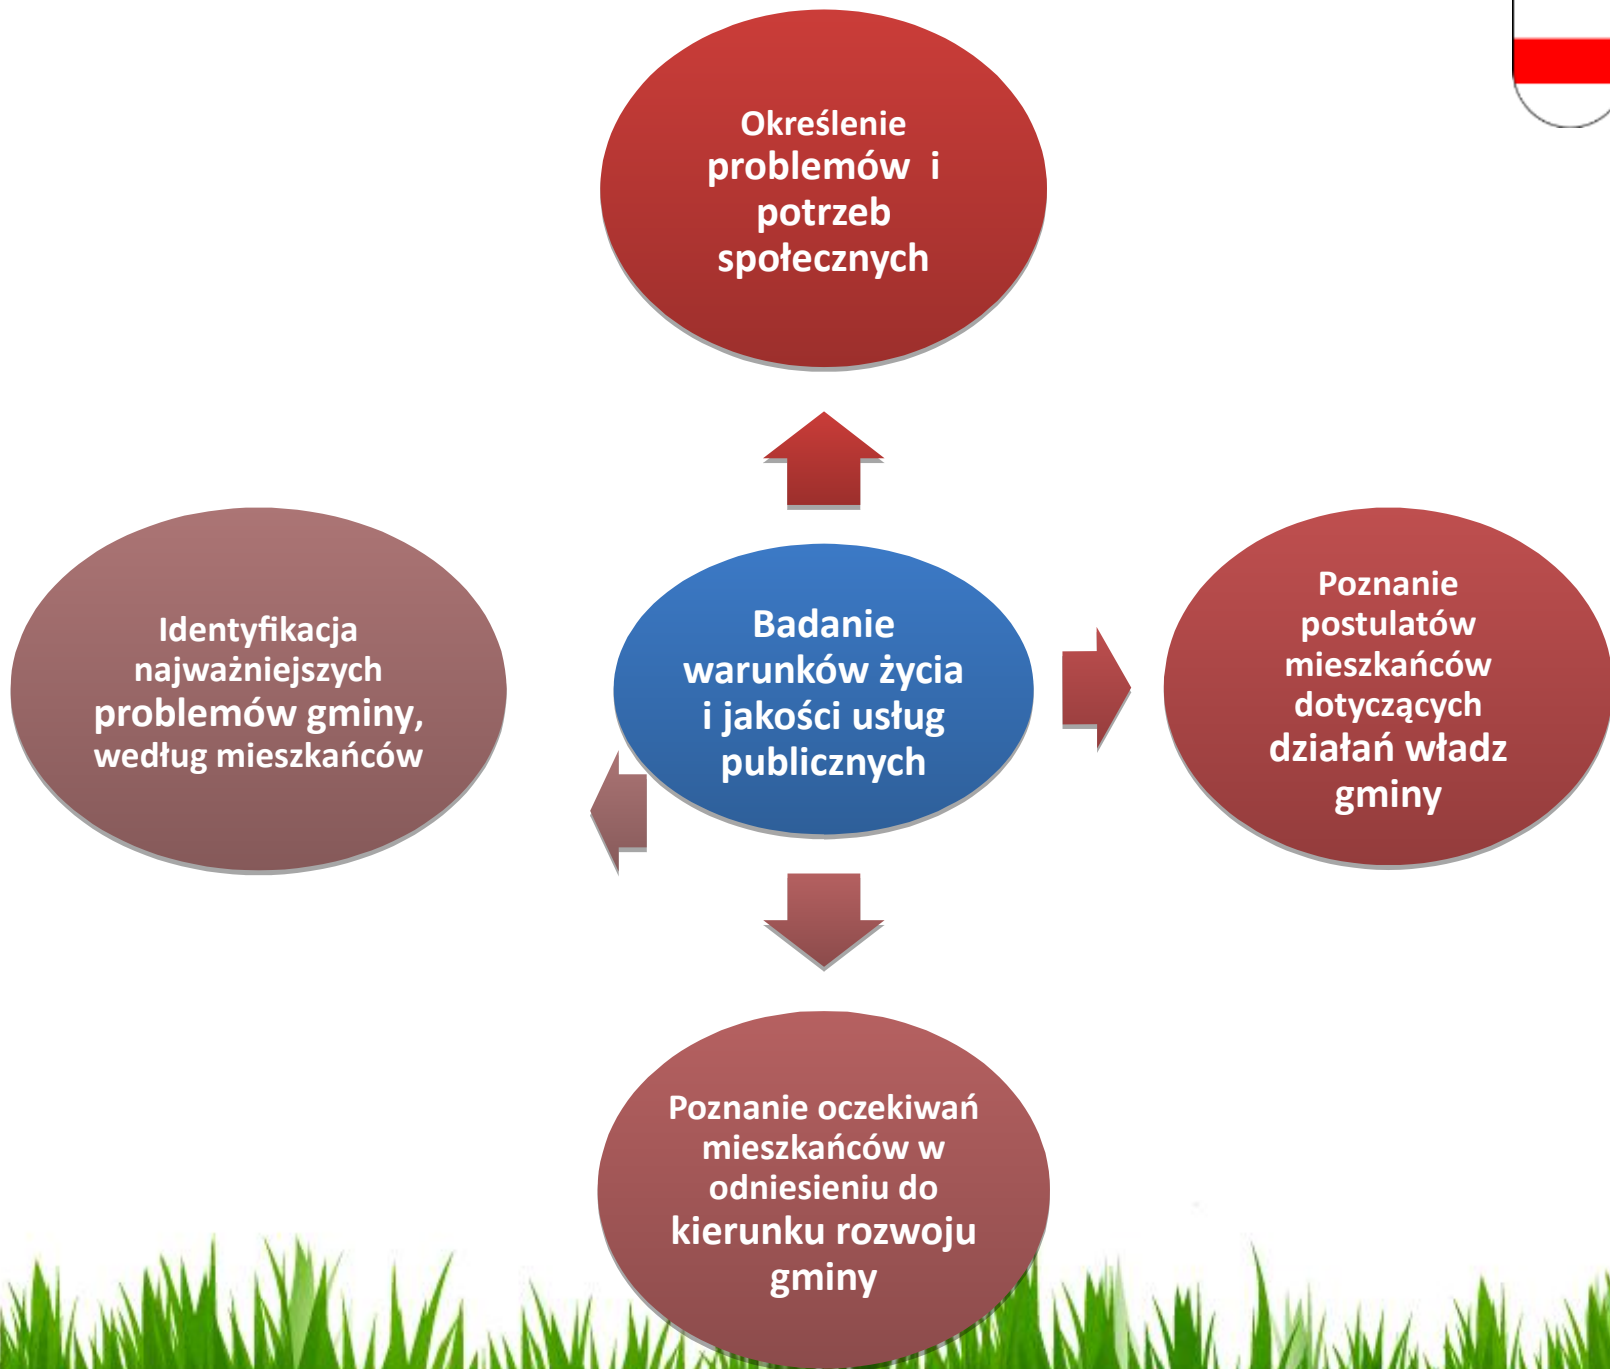 Określenie
problemów i
potrzeb
społecznych
Identyfikacja
najważniejszych
problemów gminy,
według mieszkańców
Badanie
warunków życia
i jakości usług
publicznych
Poznanie
postulatów
mieszkańców
dotyczących
działań władz
gminy
Poznanie oczekiwań
mieszkańców w
odniesieniu do
kierunku rozwoju
gminy